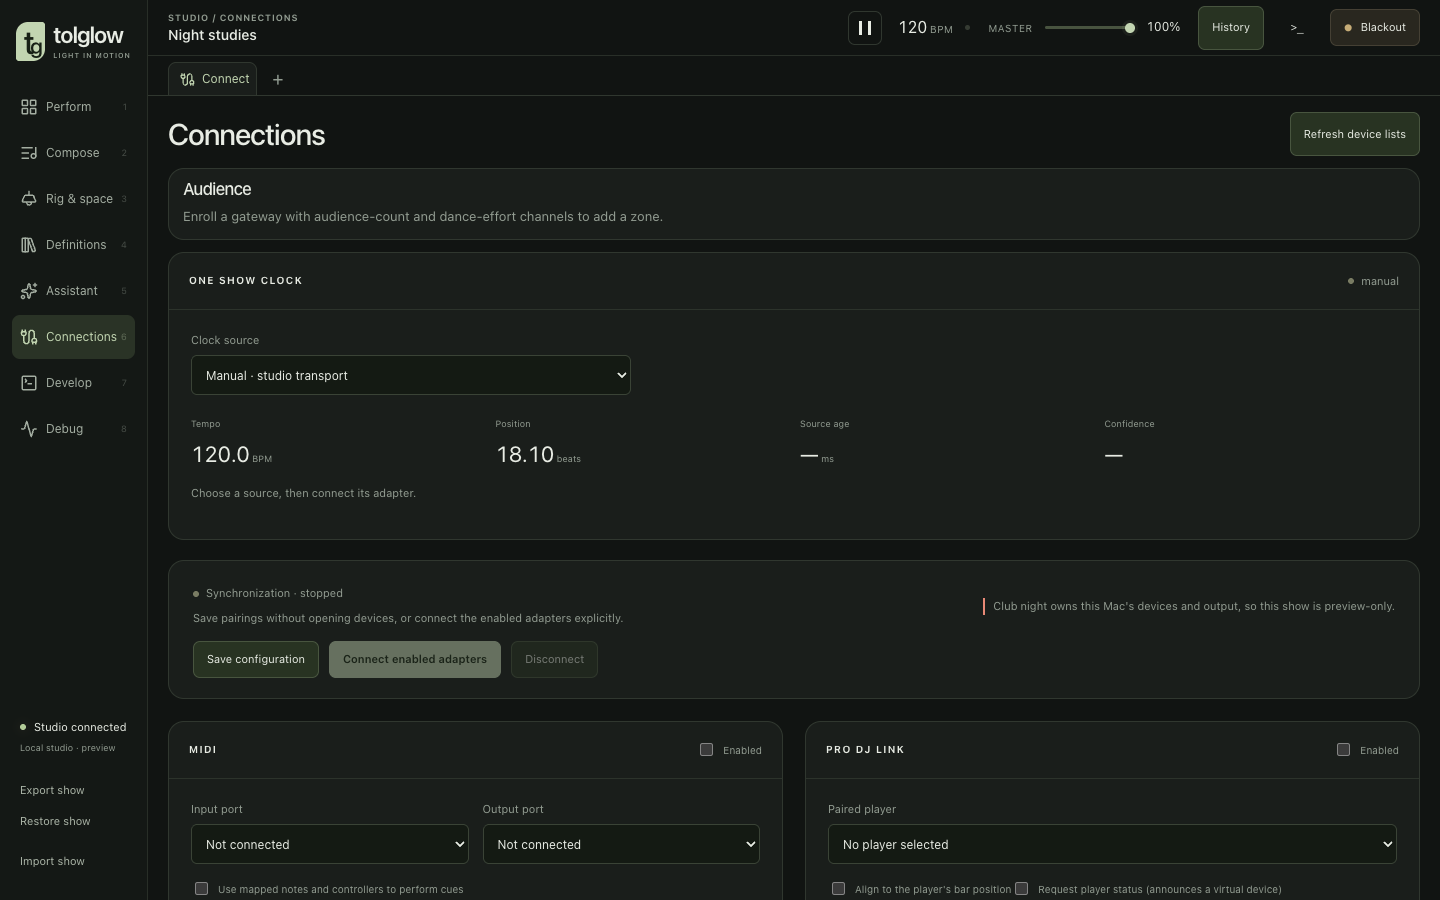 tg tolglow
LIGHT IN MOTION
Perform 1
Compose 2
Rig & space 3
Definitions 4
Assistant 5
Connections 6
Develop 7
Debug 8
Studio connected
Local studio · preview
Export show
Restore show
Import show
STUDIO / CONNECTIONS
Night studies
120 BPM
MASTER
100%
History
>_
Blackout
Connect
+
Connections
Refresh device lists
Audience
Enroll a gateway with audience-count and dance-effort channels to add a zone.
ONE SHOW CLOCK
manual
Clock source
Manual · studio transport
Tempo
120.0 BPM
Position
18.10 beats
Source age
— ms
Confidence
—
Choose a source, then connect its adapter.
Synchronization · stopped
Save pairings without opening devices, or connect the enabled adapters explicitly.
Club night owns this Mac's devices and output, so this show is preview-only.
Save configuration
Connect enabled adapters
Disconnect
MIDI
Enabled
Input port
Not connected
Output port
Not connected
Use mapped notes and controllers to perform cues
PRO DJ LINK
Enabled
Paired player
No player selected
Align to the player's bar position
Request player status (announces a virtual device)